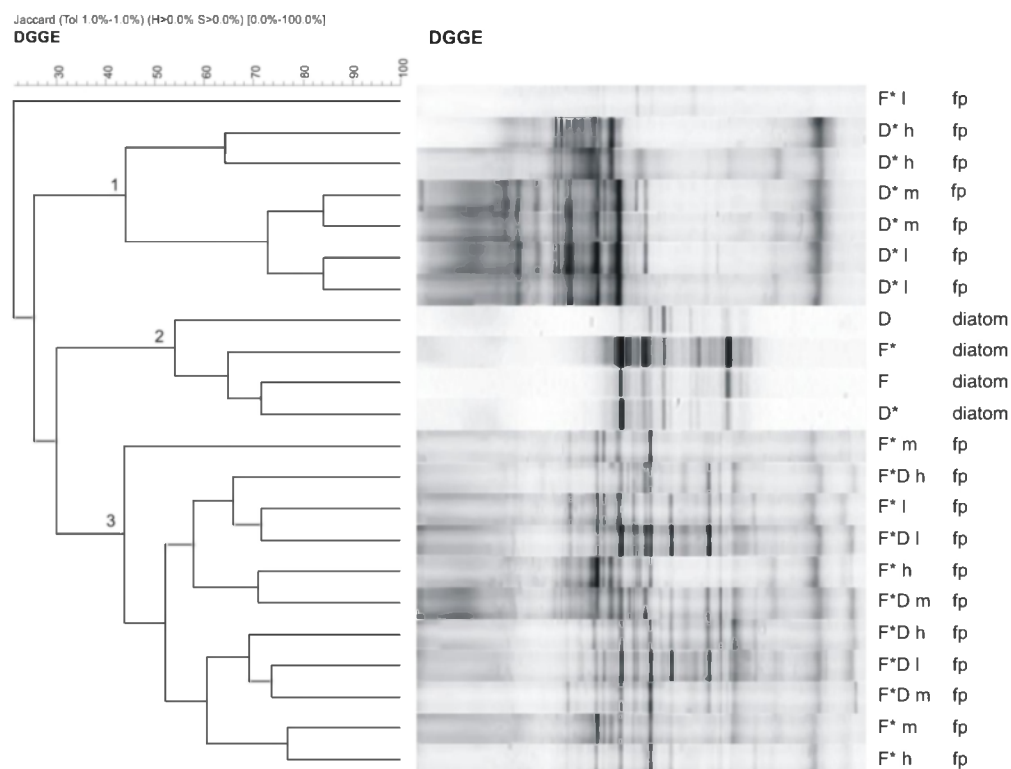 Jaccard (Tol 1.0%-1.0%) (H>0.0% S>0.0%) [0.0%-100.0%]
DGGE DGGE
30 40 50 60 70 80 90 100
F* l fp
D* h fp
D* h fp
1
D* m fp
D* m fp
D* l fp
D* l fp
D diatom
2
F* diatom
F diatom
D* diatom
F* m fp
F*D h fp
F* l fp
3
F*D l fp
F* h fp
F*D m fp
F*D h fp
F*D l fp
F*D m fp
F* m fp
F* h fp